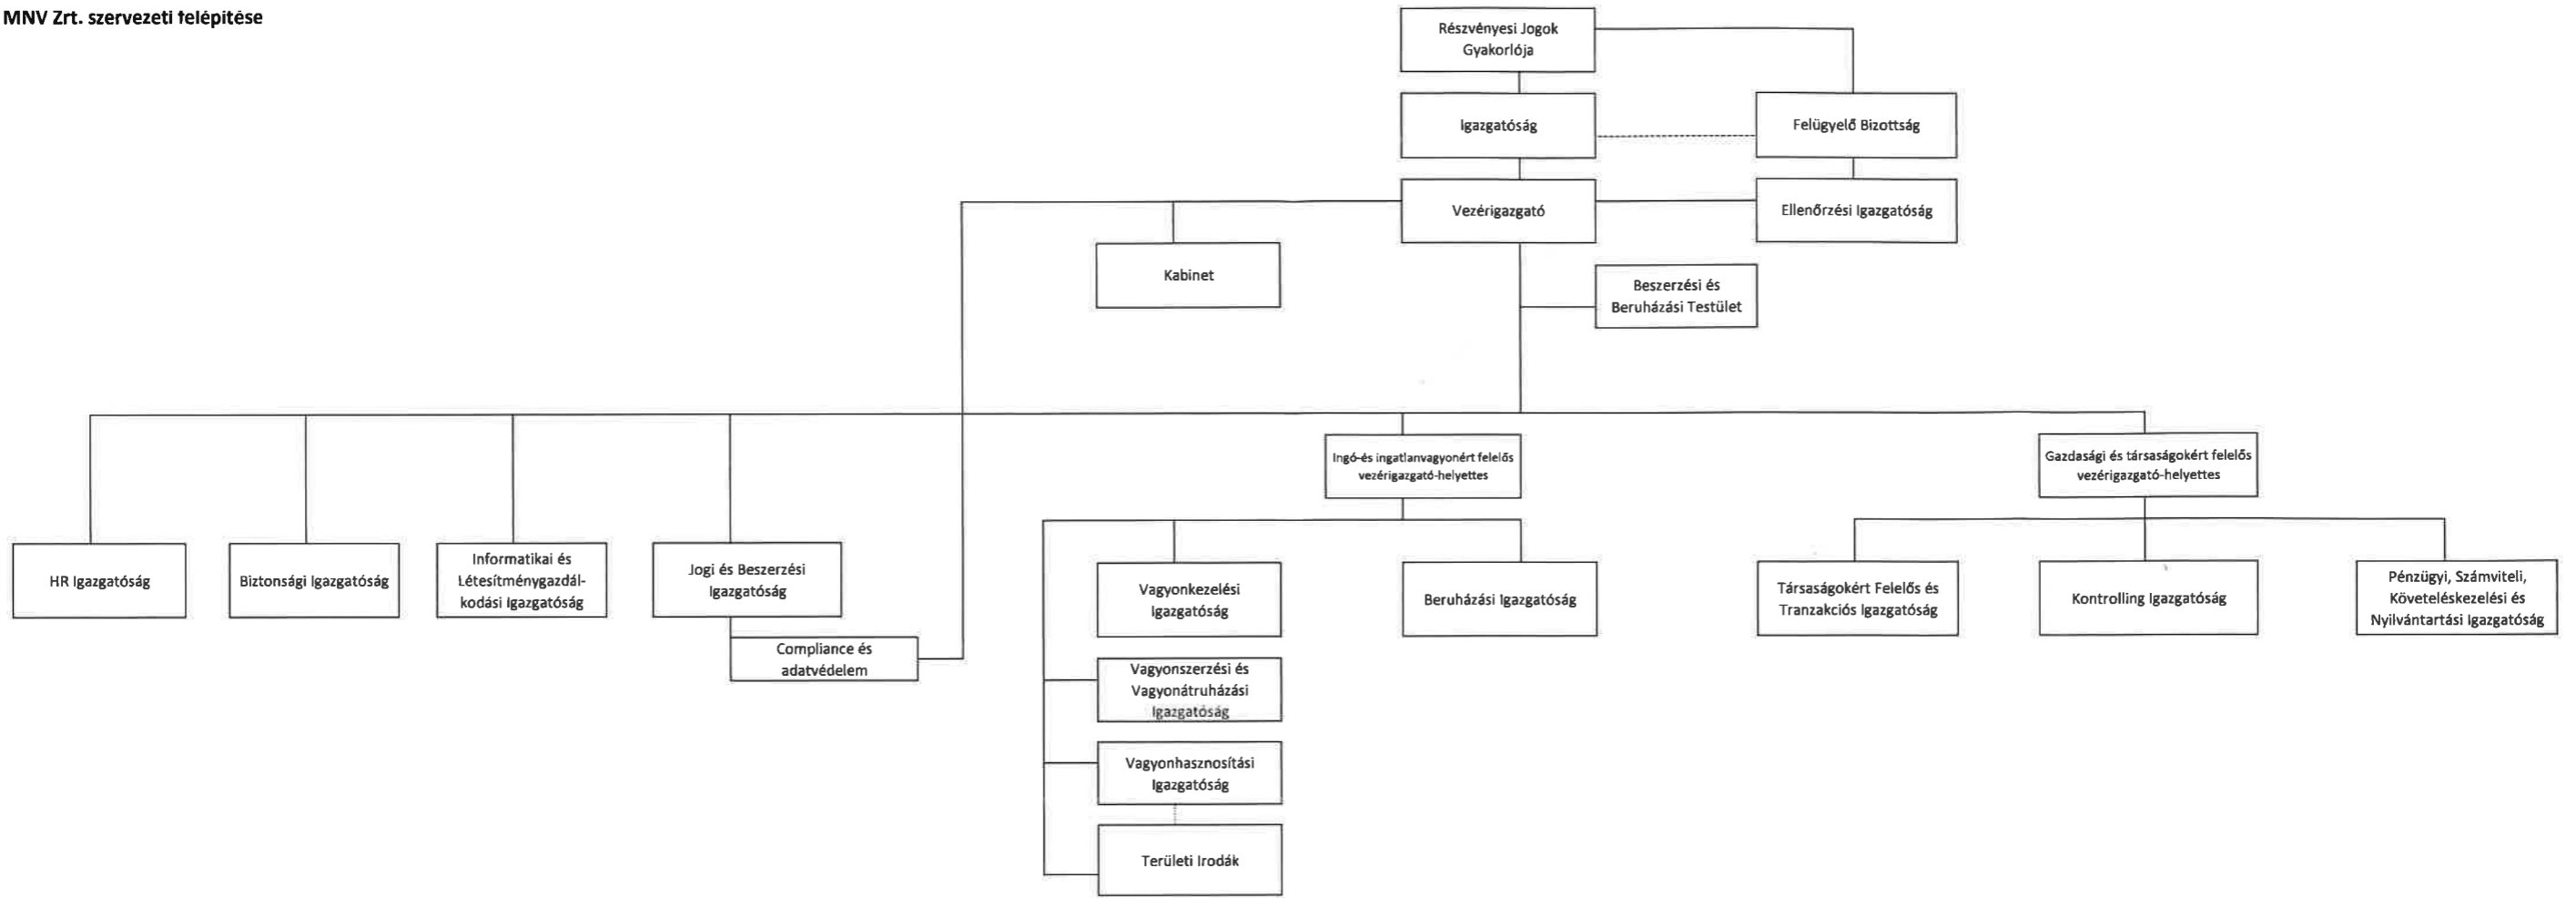 MNV Zrt. szervezeti felépítése
Részvényesi Jogok
Gyakorlója
Igazgatóság
Felügyelő Bizottság
Vezérigazgató
Ellenőrzési Igazgatóság
Kabinet
Beszerzési és
Beruházási Testület
Ingó-és ingatlanvagyonért felelős
vezérigazgató-helyettes
Gazdasági és társaságokért felelős
vezérigazgató-helyettes
HR Igazgatóság
Biztonsági Igazgatóság
Informatikai és
Létesítménygazdál-
kodási Igazgatóság
Jogi és Beszerzési
Igazgatóság
Compliance és
adatvédelem
Vagyonkezelési
Igazgatóság
Beruházási Igazgatóság
Vagyonszerzési és
Vagyonátruházási
Igazgatóság
Vagyonhasznosítási
Igazgatóság
Területi Irodák
Társaságokért Felelős és
Tranzakciós Igazgatóság
Kontrolling Igazgatóság
Pénzügyi, Számviteli,
Követeléskezelési és
Nyilvántartási Igazgatóság